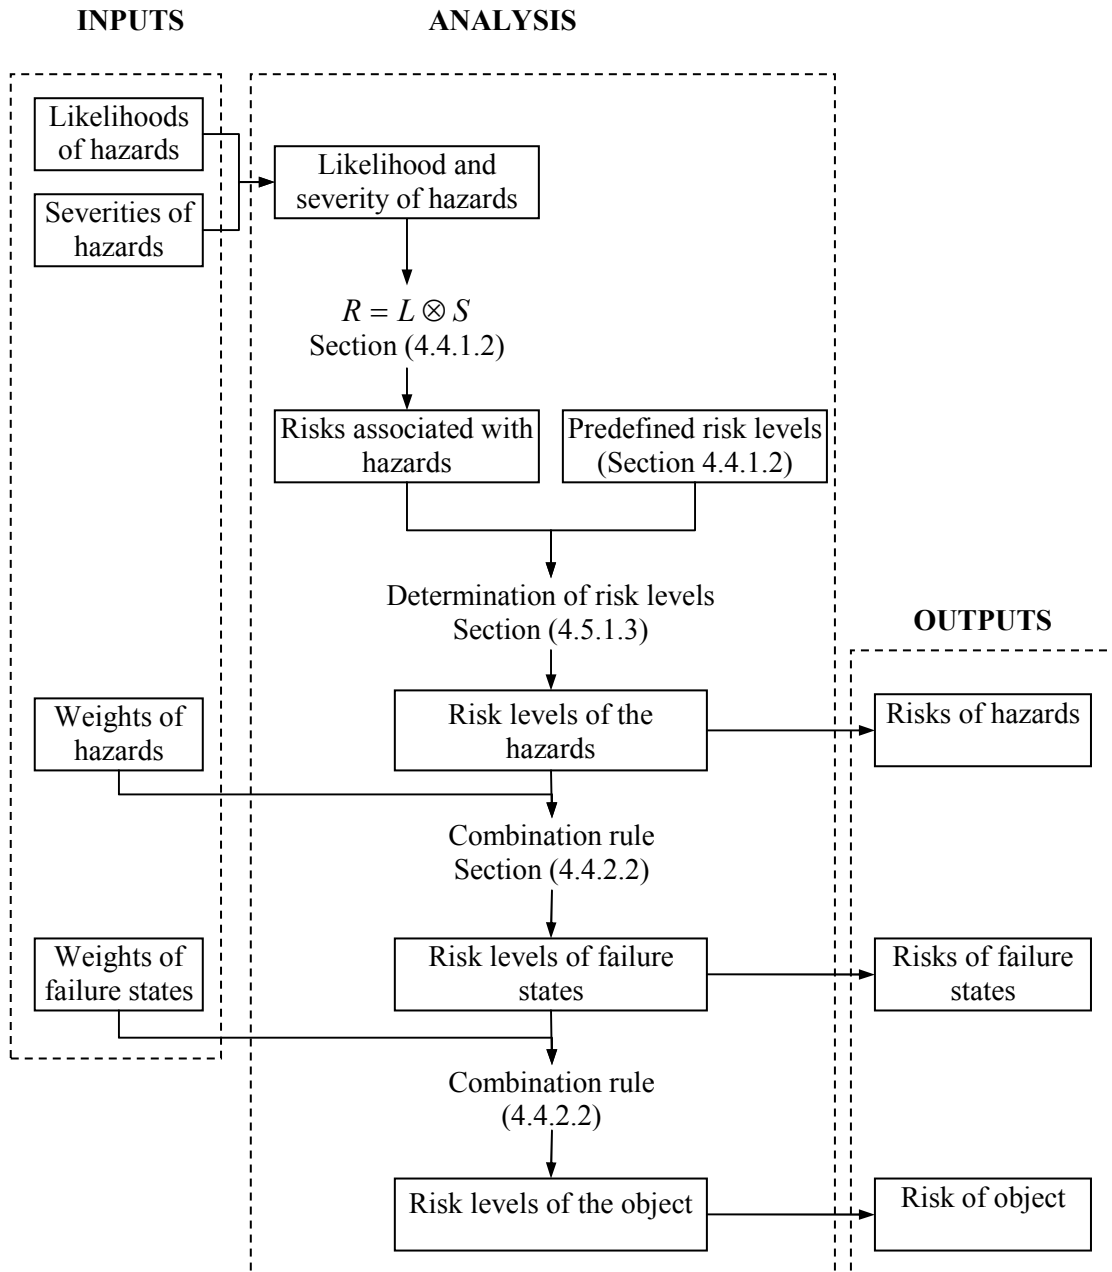 INPUTS
ANALYSIS
Likelihoods
of hazards
Severities of
hazards
Likelihood and
severity of hazards
R = L ⊗ S
Section (4.4.1.2)
Risks associated with
hazards
Predefined risk levels
(Section 4.4.1.2)
Determination of risk levels
Section (4.5.1.3)
OUTPUTS
Weights of
hazards
Risk levels of the
hazards
Risks of hazards
Combination rule
Section (4.4.2.2)
Weights of
failure states
Risk levels of failure
states
Risks of failure
states
Combination rule
(4.4.2.2)
Risk levels of the object
Risk of object